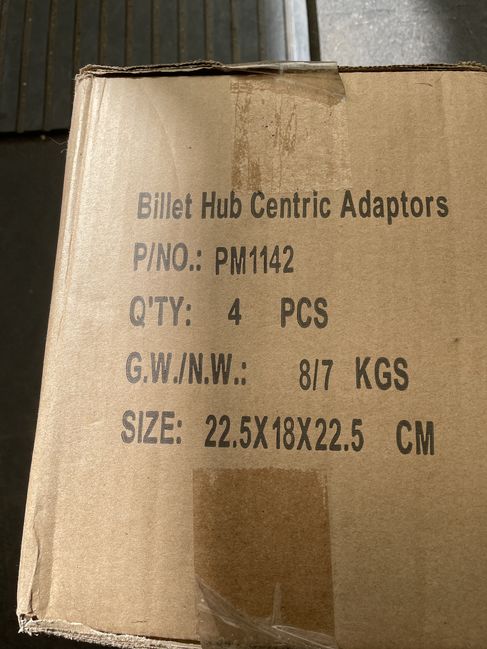 Billet Hub Centric Adaptors
P/NO.: PM1142
Q'TY: 4 PCS
G.W./N.W.: 8/7 KGS
SIZE: 22.5X18X22.5 CM